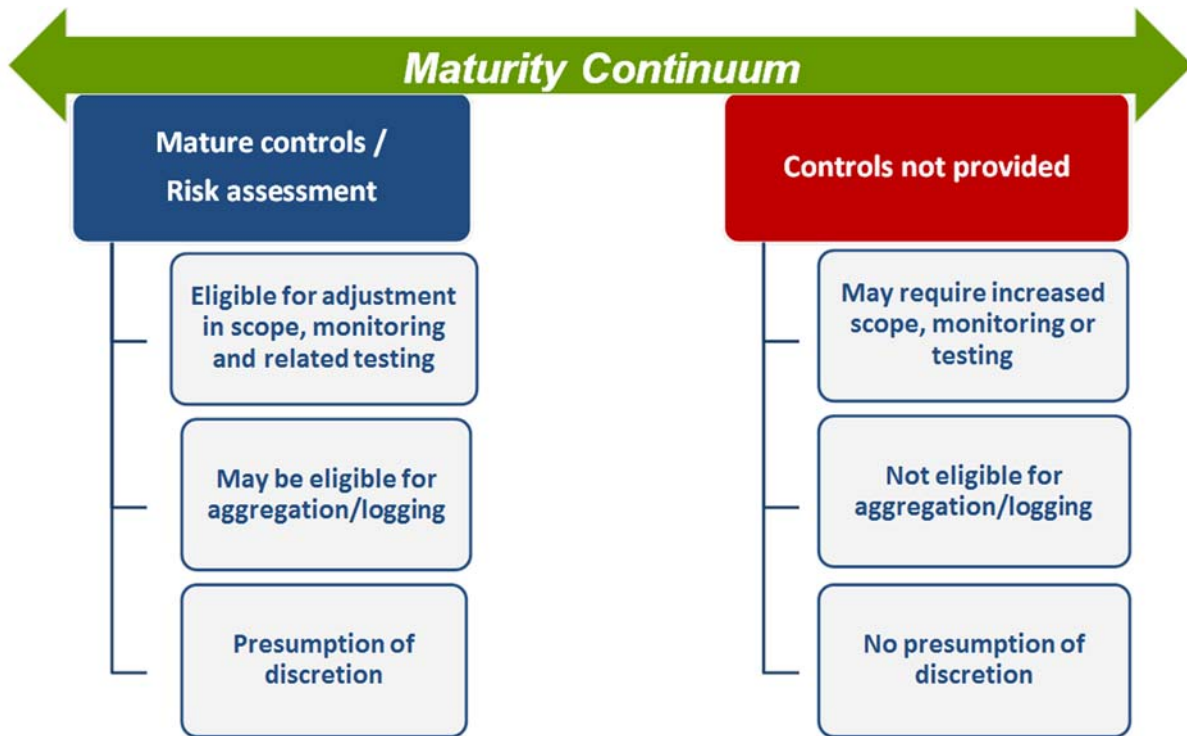 Maturity Continuum
Mature controls /
Risk assessment
Eligible for adjustment
in scope, monitoring
and related testing
May be eligible for
aggregation/logging
Presumption of
discretion
Controls not provided
May require increased
scope, monitoring or
testing
Not eligible for
aggregation/logging
No presumption of
discretion